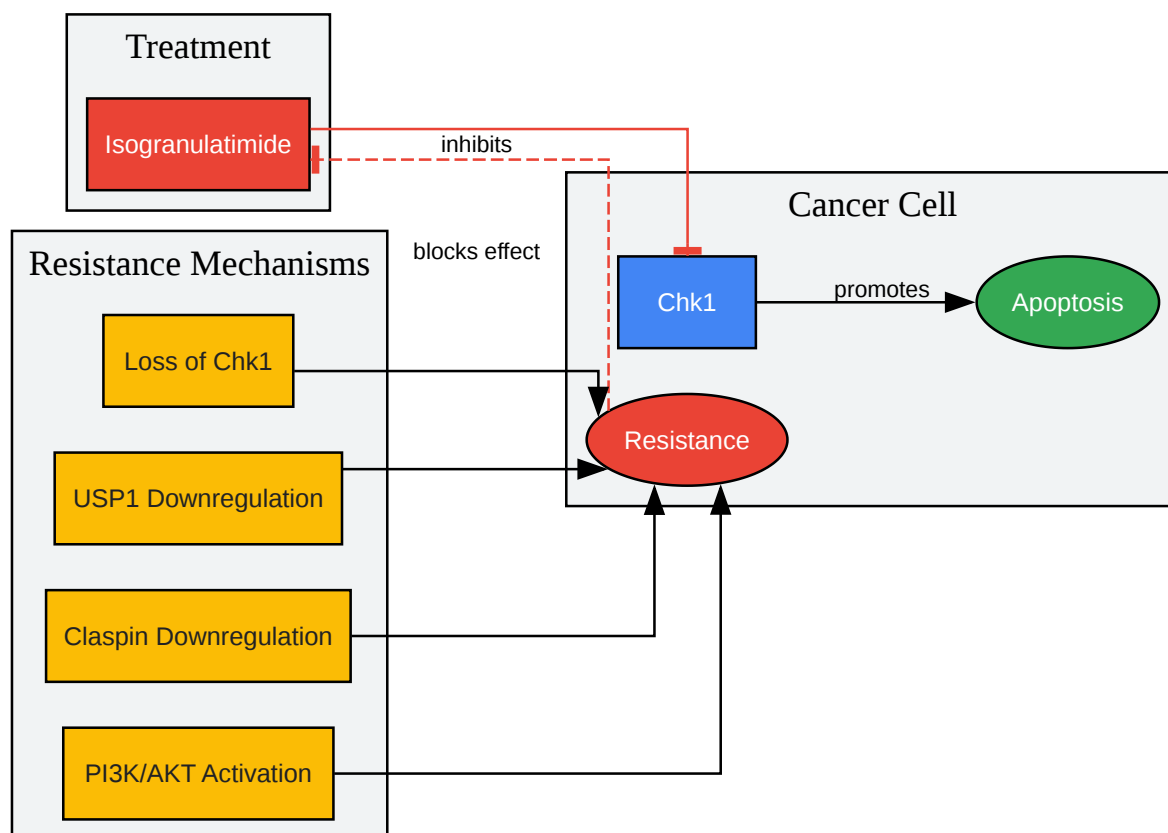 Treatment
Isogranulatimide
inhibits
blocks effect
Cancer Cell
Chk1
promotes
Apoptosis
Resistance
Resistance Mechanisms
Loss of Chk1
USP1 Downregulation
Claspin Downregulation
PI3K/AKT Activation